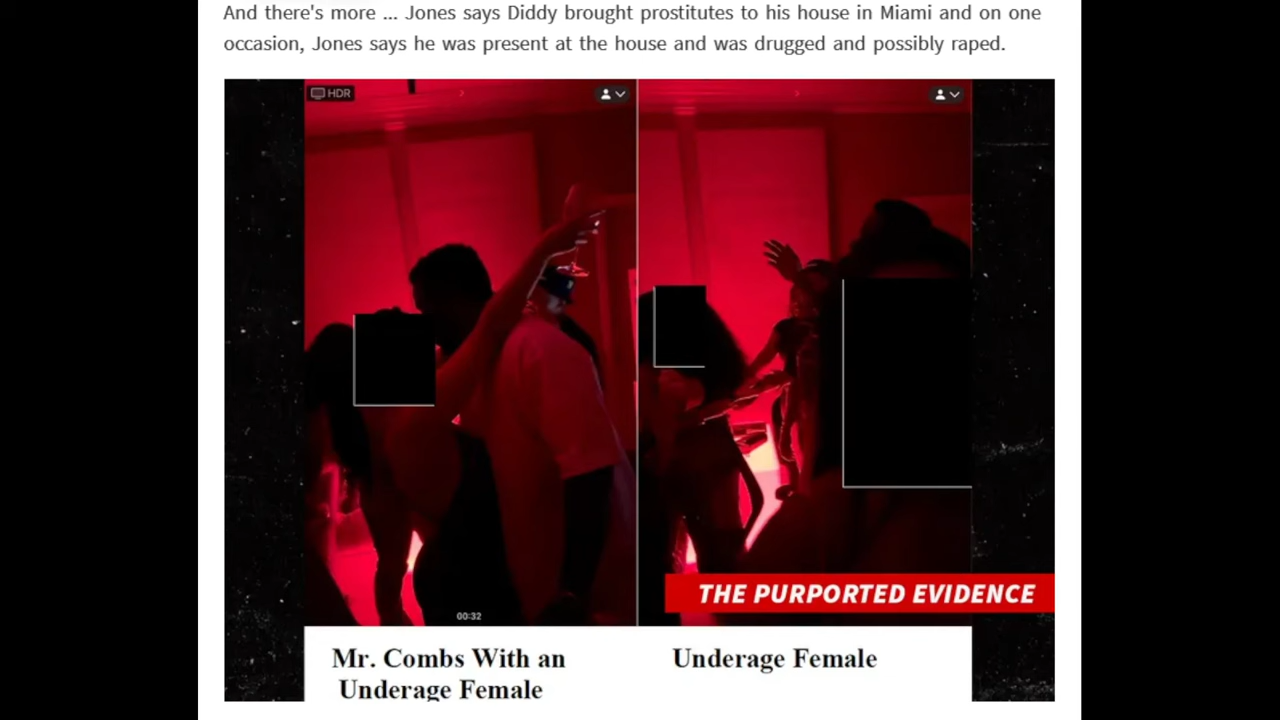 And there's more ... Jones says Diddy brought prostitutes to his house in Miami and on one
occasion, Jones says he was present at the house and was drugged and possibly raped.
HDR
THE PURPORTED EVIDENCE
00:32
Mr. Combs With an
Underage Female
Underage Female